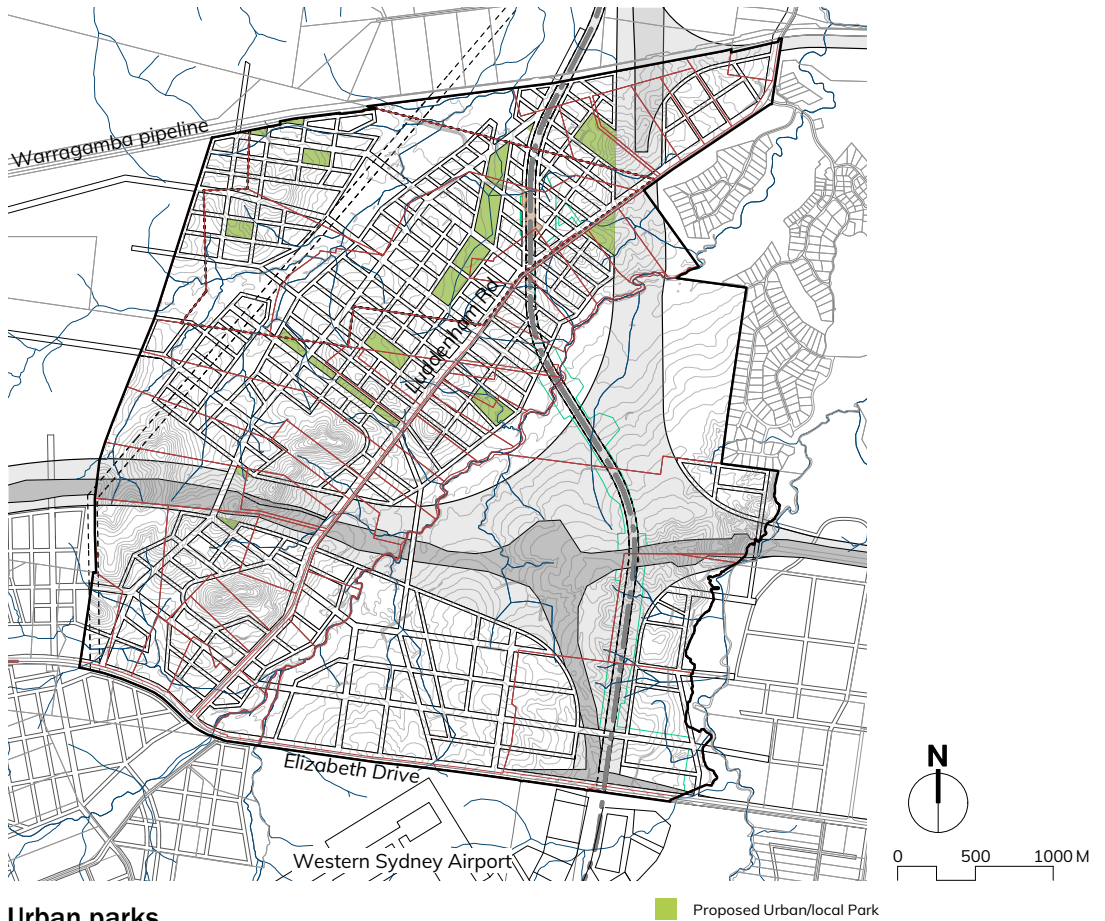 Warragamba pipeline
Luddenham Rd
Elizabeth Drive
Western Sydney Airport
N
0 500 1000 M
Urban parks
Proposed Urban/local Park